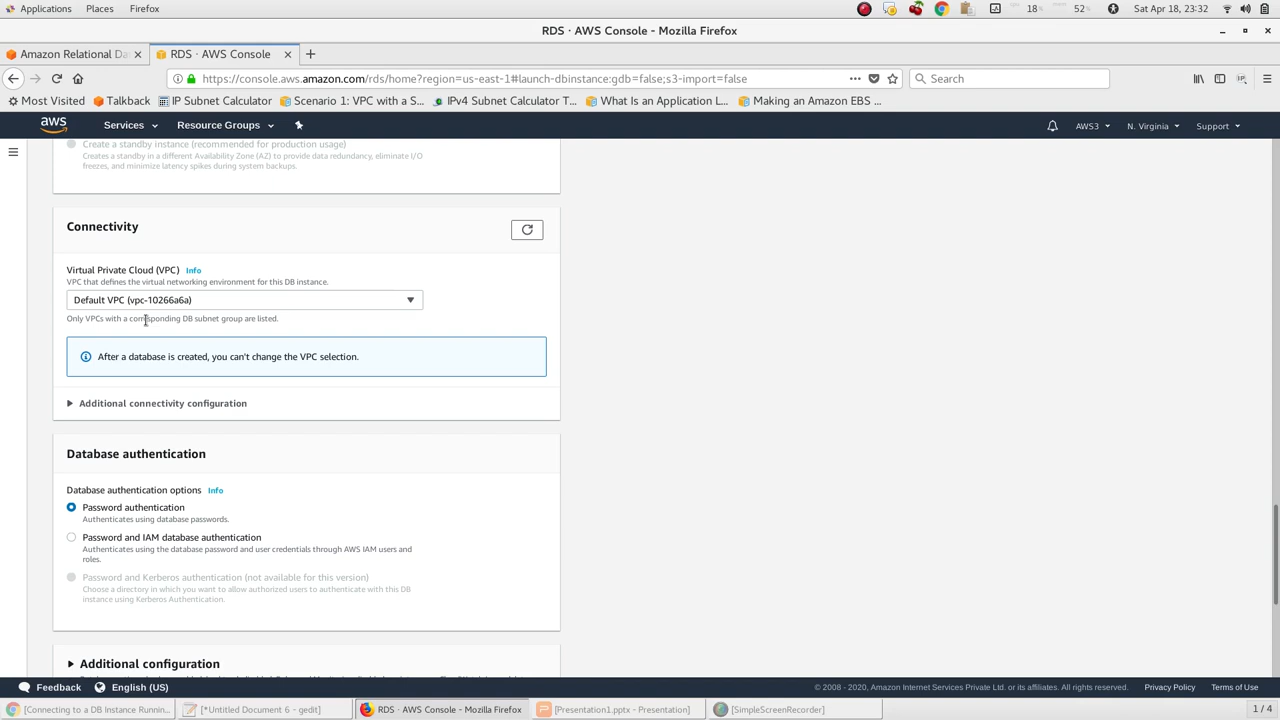 Applications Places Firefox 18% 52% Sat Apr 18, 23:32
RDS · AWS Console - Mozilla Firefox
Amazon Relational Da × RDS · AWS Console × +
https://console.aws.amazon.com/rds/home?region=us-east-1#launch-dbinstance:gdb=false;s3-import=false Search
Most Visited Talkback IP Subnet Calculator Scenario 1: VPC with a S... IPv4 Subnet Calculator T... What Is an Application L... Making an Amazon EBS ...
aws Services Resource Groups AWS3 N. Virginia Support
Create a standby instance (recommended for production usage)
Creates a standby in a different Availability Zone (AZ) to provide data redundancy, eliminate I/O
freezes, and minimize latency spikes during system backups.
Connectivity
Virtual Private Cloud (VPC) Info
VPC that defines the virtual networking environment for this DB instance.
Default VPC (vpc-10266a6a)
Only VPCs with a corresponding DB subnet group are listed.
After a database is created, you can't change the VPC selection.
Additional connectivity configuration
Database authentication
Database authentication options Info
Password authentication
Authenticates using database passwords.
Password and IAM database authentication
Authenticates using the database password and user credentials through AWS IAM users and
roles.
Password and Kerberos authentication (not available for this version)
Choose a directory in which you want to allow authorized users to authenticate with this DB
instance using Kerberos Authentication.
Additional configuration
Feedback English (US) © 2008 - 2020, Amazon Internet Services Private Ltd. or its affiliates. All rights reserved. Privacy Policy Terms of Use
[Connecting to a DB Instance Runnin... [*Untitled Document 6 - gedit] RDS · AWS Console - Mozilla Firefox [Presentation1.pptx - Presentation] [SimpleScreenRecorder] 1 / 4